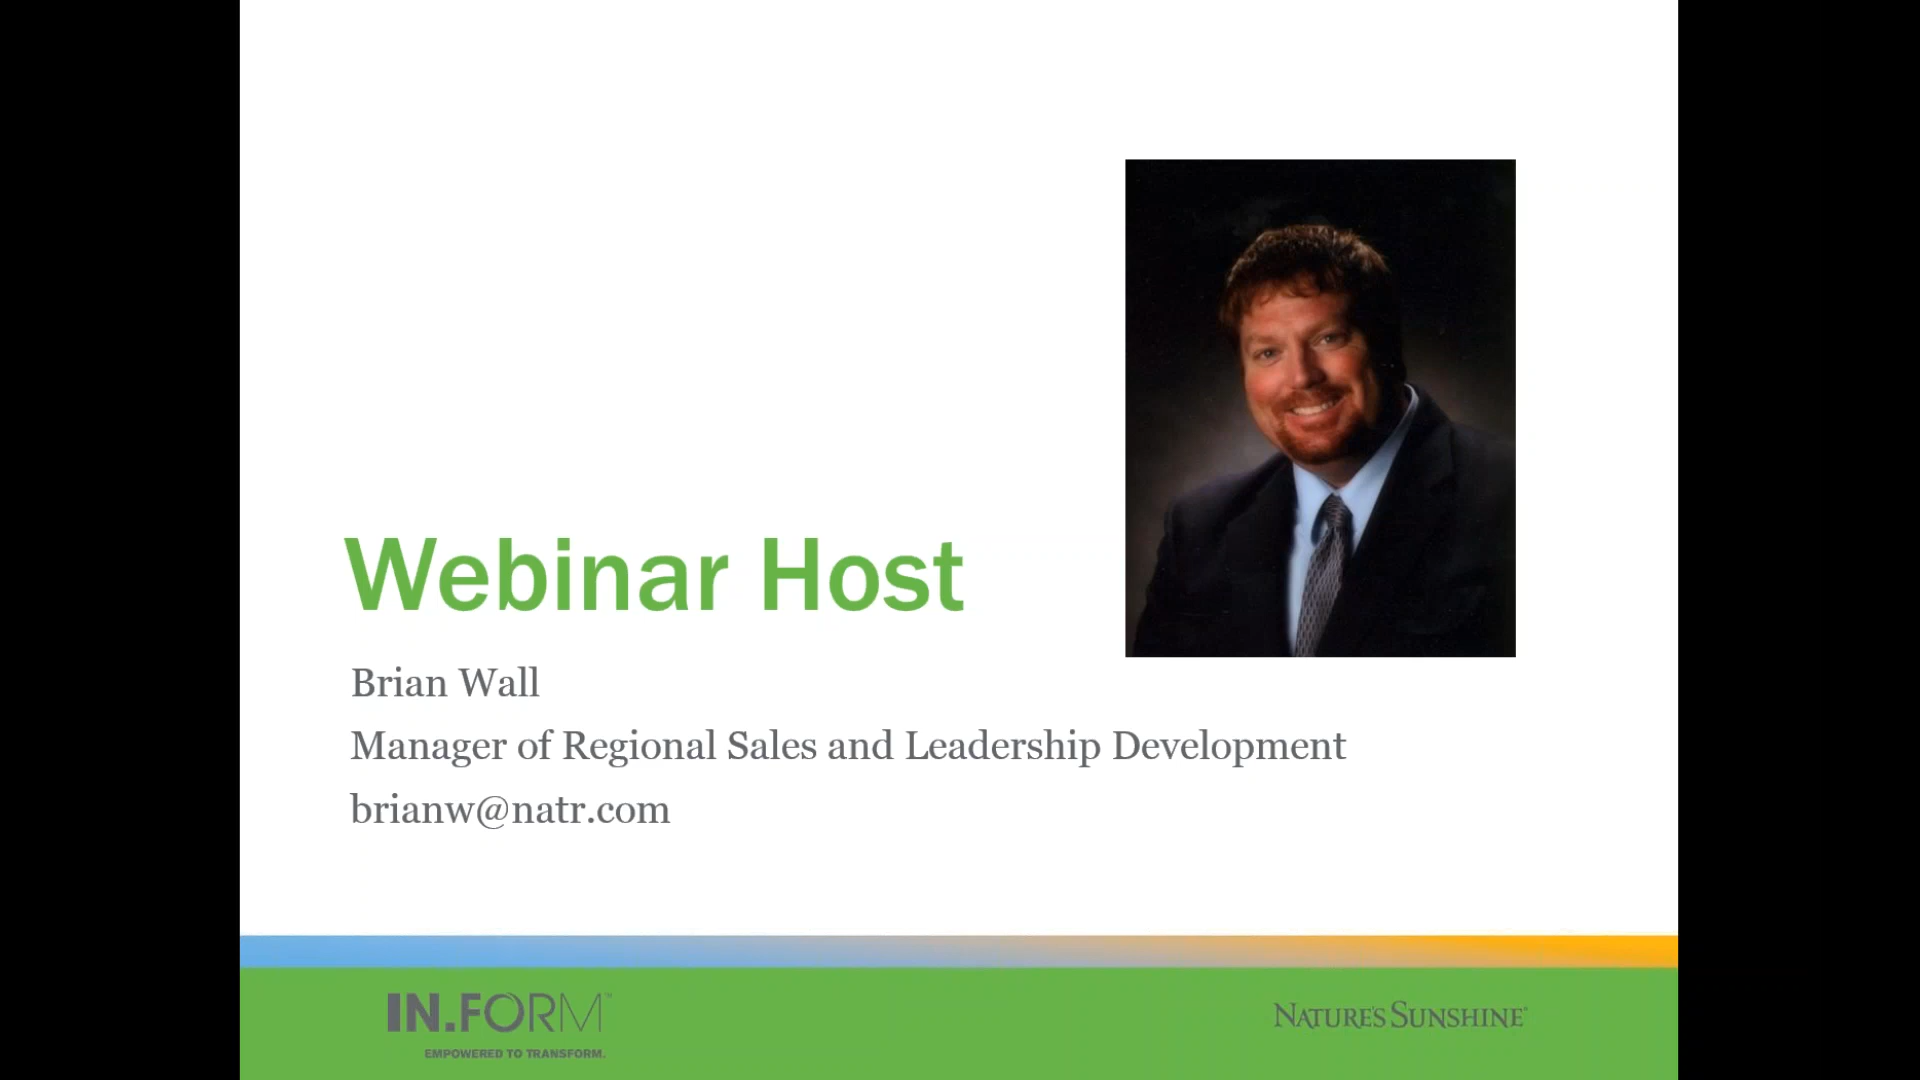 Webinar Host
Brian Wall
Manager of Regional Sales and Leadership Development
brianw@natr.com
IN.FORM™
EMPOWERED TO TRANSFORM.
NATURE'S SUNSHINE®